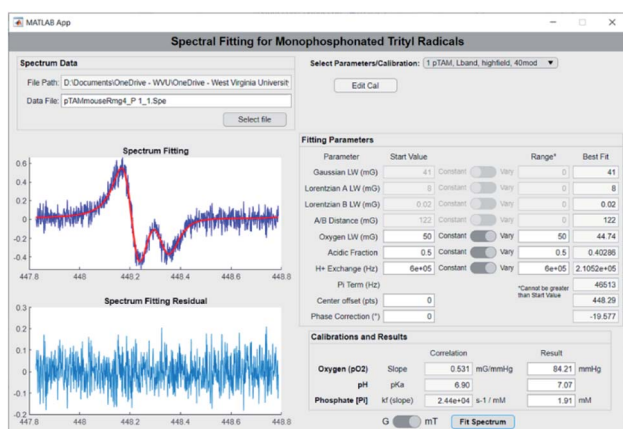 MATLAB App
Spectral Fitting for Monophosphonated Trityl Radicals
Spectrum Data
File Path: D:\Documents\OneDrive - WVU\OneDrive - West Virginia Universit
Data File: pTAMmouseRmg4_P 1_1.Spe
Select file
Select Parameters/Calibration: 1 pTAM, Lband, highfield, 40mod
Edit Cal
Spectrum Fitting
0.6
0.4
0.2
0
-0.2
-0.4
447.8 448 448.2 448.4 448.6 448.8
Spectrum Fitting Residual
0.2
0.1
0
-0.1
-0.2
447.8 448 448.2 448.4 448.6 448.8
Fitting Parameters
Parameter Start Value Range* Best Fit
Gaussian LW (mG) 41 Constant Vary 0 41
Lorentzian A LW (mG) 8 Constant Vary 0 8
Lorentzian B LW (mG) 0.02 Constant Vary 0 0.02
A/B Distance (mG) 122 Constant Vary 0 122
Oxygen LW (mG) 50 Constant Vary 50 44.74
Acidic Fraction 0.5 Constant Vary 0.5 0.40286
H+ Exchange (Hz) 6e+05 Constant Vary 6e+05 2.1052e+05
Pi Term (Hz) 46513
*Cannot be greater
than Start Value
Center offset (pts) 0 448.29
Phase Correction (°) 0 -19.577
Calibrations and Results
Correlation Result
Oxygen (pO2) Slope 0.531 mG/mmHg 84.21 mmHg
pH pKa 6.90 7.07
Phosphate [Pi] kf (slope) 2.44e+04 s-1 / mM 1.91 mM
G mT Fit Spectrum